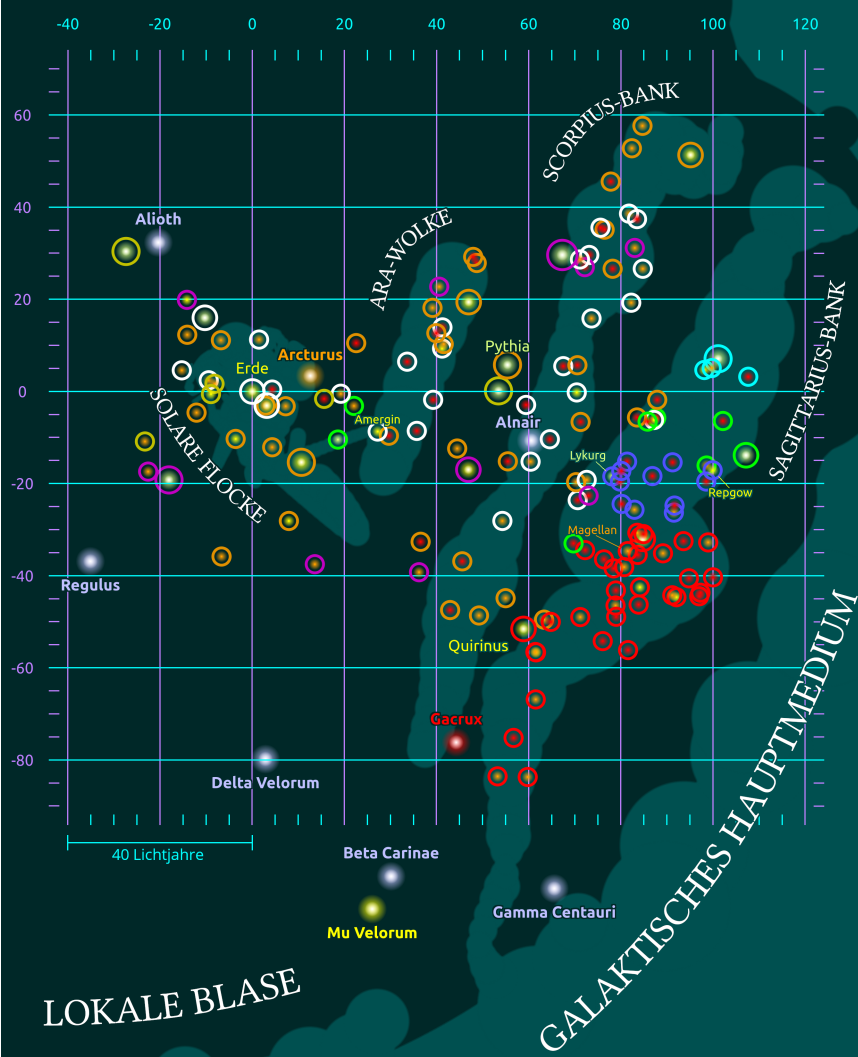 -40 -20 0 20 40 60 80 100 120
60
SCORPIUS-BANK
40
Alioth
ARA-WOLKE
20
SAGITTARIUS-BANK
Pythia
Arcturus
Erde
0
SOLARE FLOCKE
Amergin
Alnair
Lykurg
-20
Repgow
Magellan
-40
Regulus
Quirinus
-60
Gacrux
-80
Delta Velorum
GALAKTISCHES HAUPTMEDIUM
40 Lichtjahre
Beta Carinae
Gamma Centauri
Mu Velorum
LOKALE BLASE